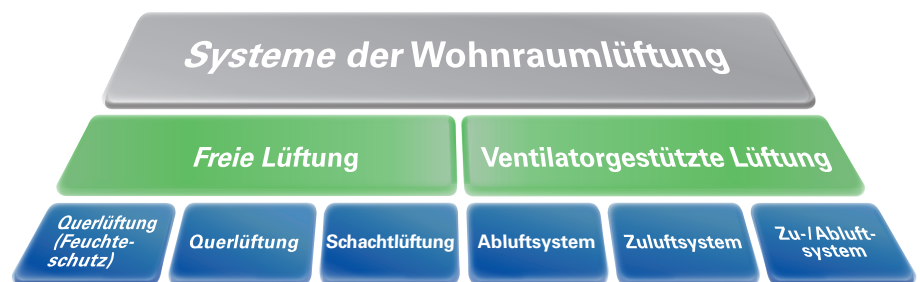 Systeme der Wohnraumlüftung
Freie Lüftung
Ventilatorgestützte Lüftung
Querlüftung
(Feuchte-
schutz)
Querlüftung
Schachtlüftung
Abluftsystem
Zuluftsystem
Zu-/Abluft-
system